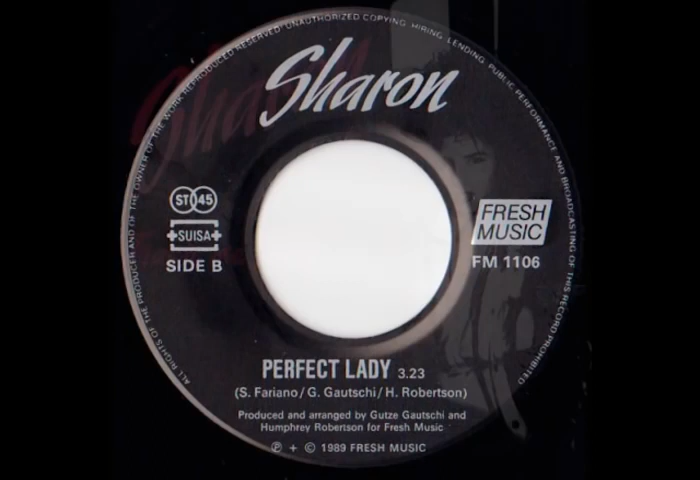 ALL RIGHTS OF THE PRODUCER AND OF THE OWNER OF THE WORK REPRODUCED RESERVED. UNAUTHORIZED COPYING, HIRING, LENDING, PUBLIC PERFORMANCE AND BROADCASTING OF THIS RECORD PROHIBITED
Sharon
ST 45
SUISA
SIDE B
FRESH
MUSIC
FM 1106
PERFECT LADY 3.23
(S. Fariano/G. Gautschi/H. Robertson)
Produced and arranged by Gutze Gautschi and
Humphrey Robertson for Fresh Music
℗ + © 1989 FRESH MUSIC